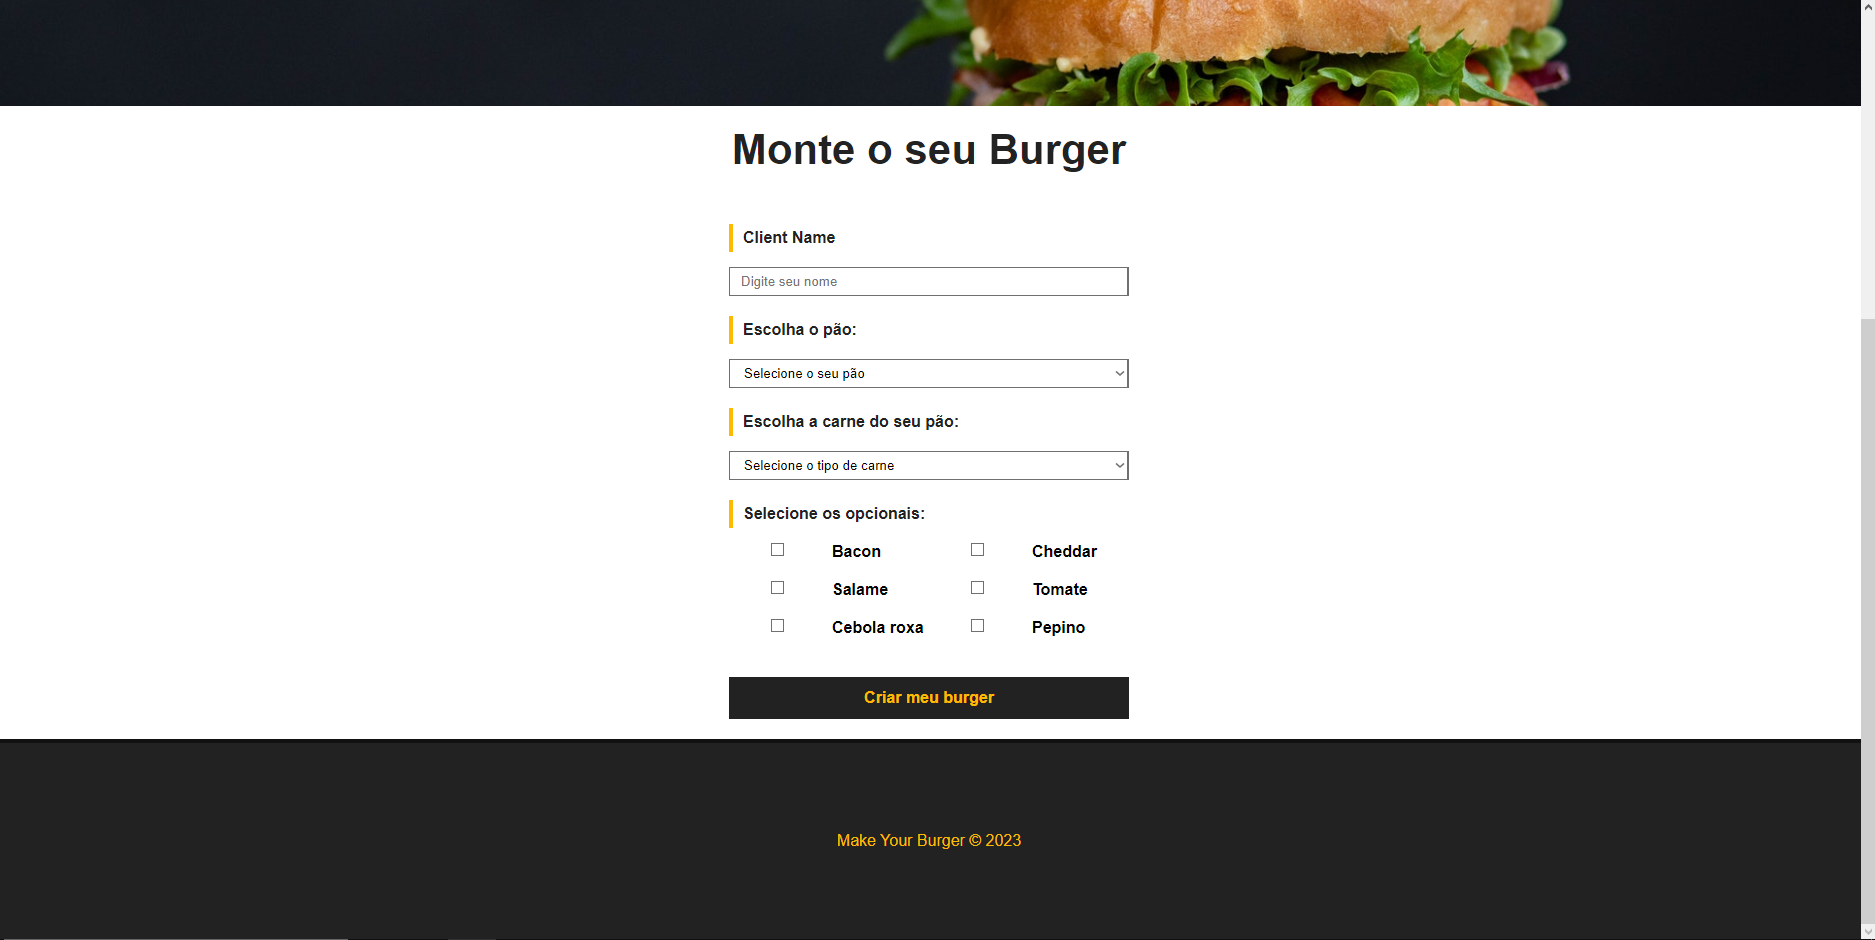 Monte o seu Burger
Client Name
Digite seu nome
Escolha o pão:
Selecione o seu pão
Escolha a carne do seu pão:
Selecione o tipo de carne
Selecione os opcionais:
Bacon
Cheddar
Salame
Tomate
Cebola roxa
Pepino
Criar meu burger
Make Your Burger © 2023